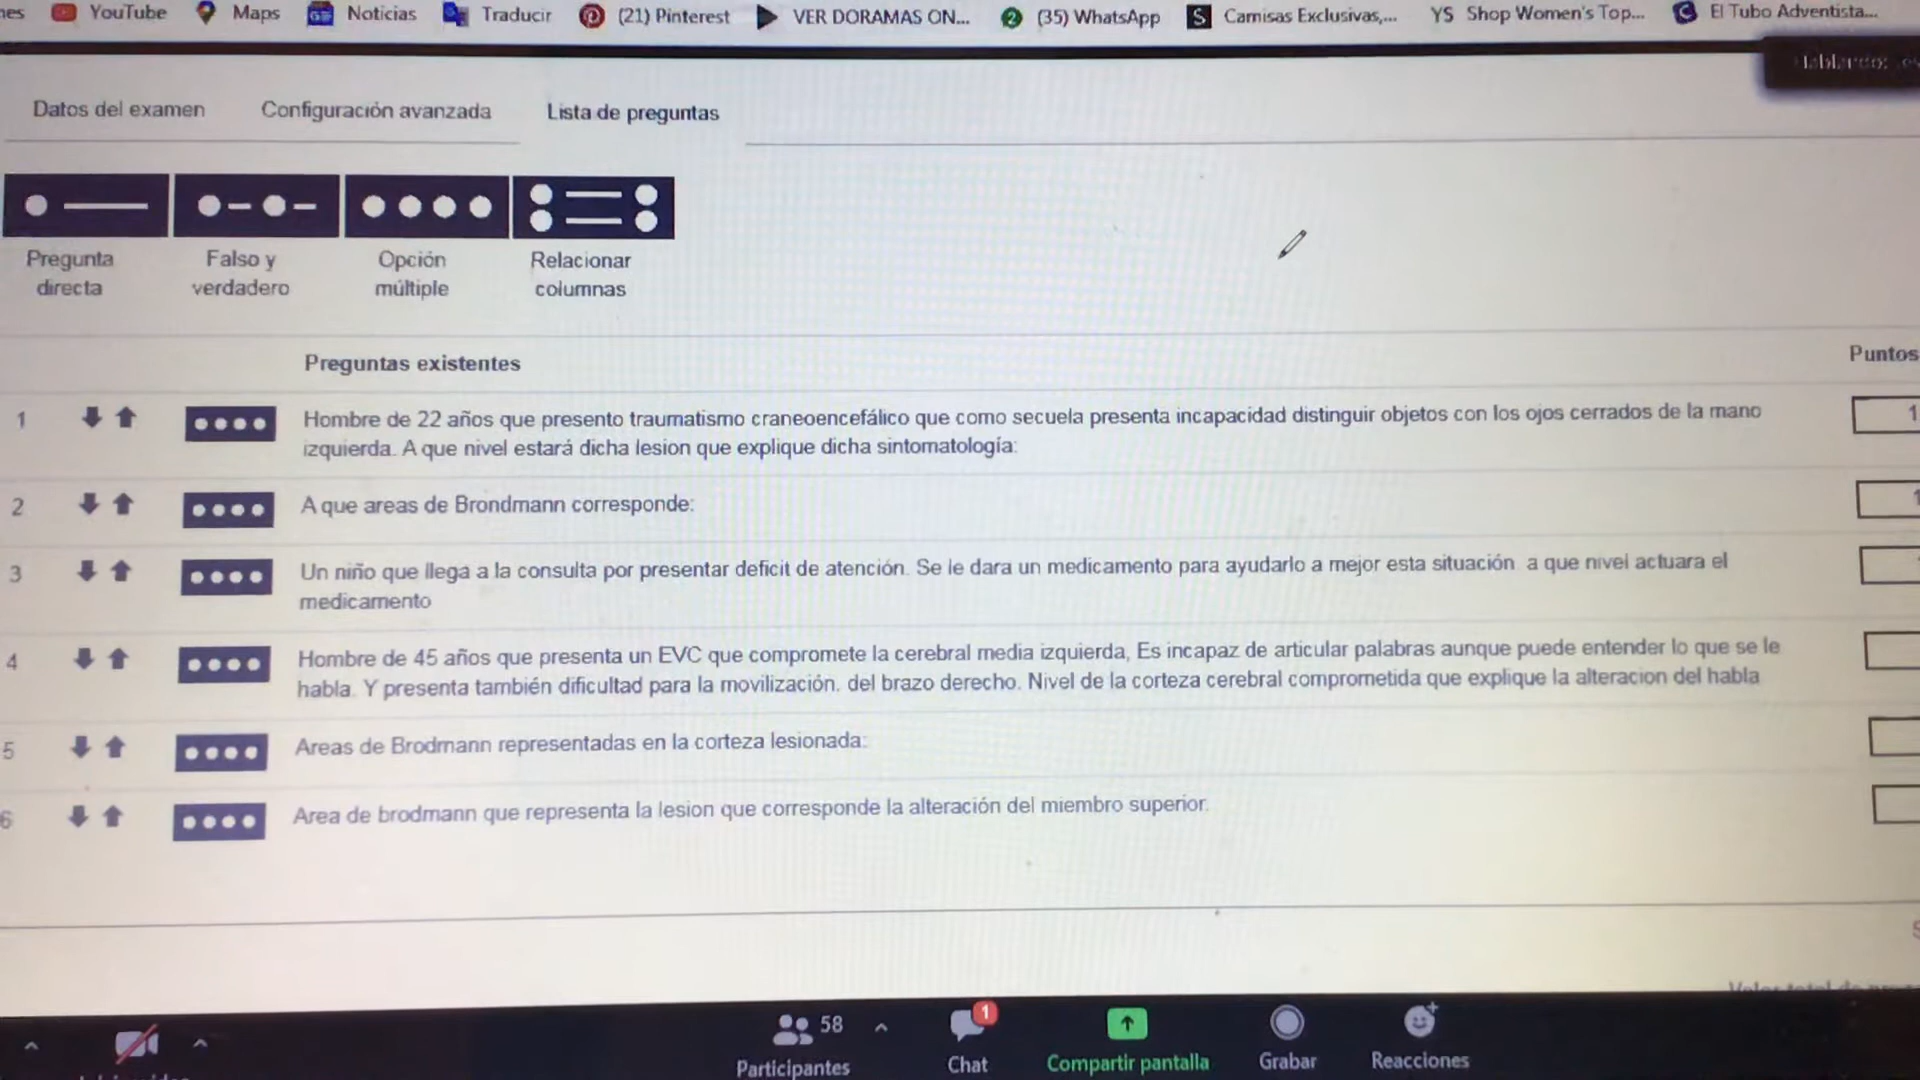 YouTube Maps Noticias Traducir (21) Pinterest VER DORAMAS ON... 2 (35) WhatsApp S Camisas Exclusivas,... YS Shop Women's Top... El Tubo Adventista...
Datos del examen Configuración avanzada Lista de preguntas
Pregunta directa
Falso y verdadero
Opción múltiple
Relacionar columnas
Preguntas existentes Puntos
1 Hombre de 22 años que presento traumatismo craneoencefálico que como secuela presenta incapacidad distinguir objetos con los ojos cerrados de la mano 1
izquierda. A que nivel estará dicha lesion que explique dicha sintomatología:
2 A que areas de Brondmann corresponde: 1
3 Un niño que llega a la consulta por presentar deficit de atención. Se le dara un medicamento para ayudarlo a mejor esta situación a que nivel actuara el
medicamento
4 Hombre de 45 años que presenta un EVC que compromete la cerebral media izquierda, Es incapaz de articular palabras aunque puede entender lo que se le
habla. Y presenta también dificultad para la movilización. del brazo derecho. Nivel de la corteza cerebral comprometida que explique la alteracion del habla
5 Areas de Brodmann representadas en la corteza lesionada:
6 Area de brodmann que representa la lesion que corresponde la alteración del miembro superior.
58 1
Participantes Chat Compartir pantalla Grabar Reacciones